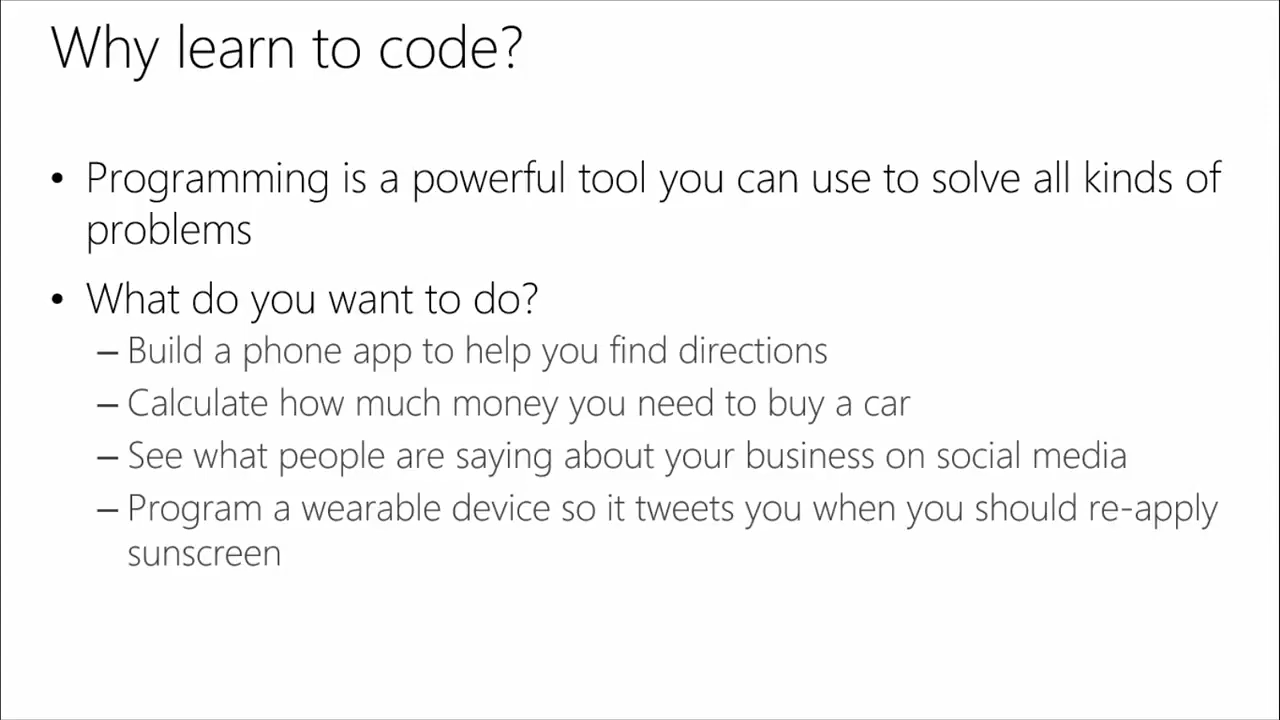 Why learn to code?
• Programming is a powerful tool you can use to solve all kinds of
problems
• What do you want to do?
– Build a phone app to help you find directions
– Calculate how much money you need to buy a car
– See what people are saying about your business on social media
– Program a wearable device so it tweets you when you should re-apply
sunscreen